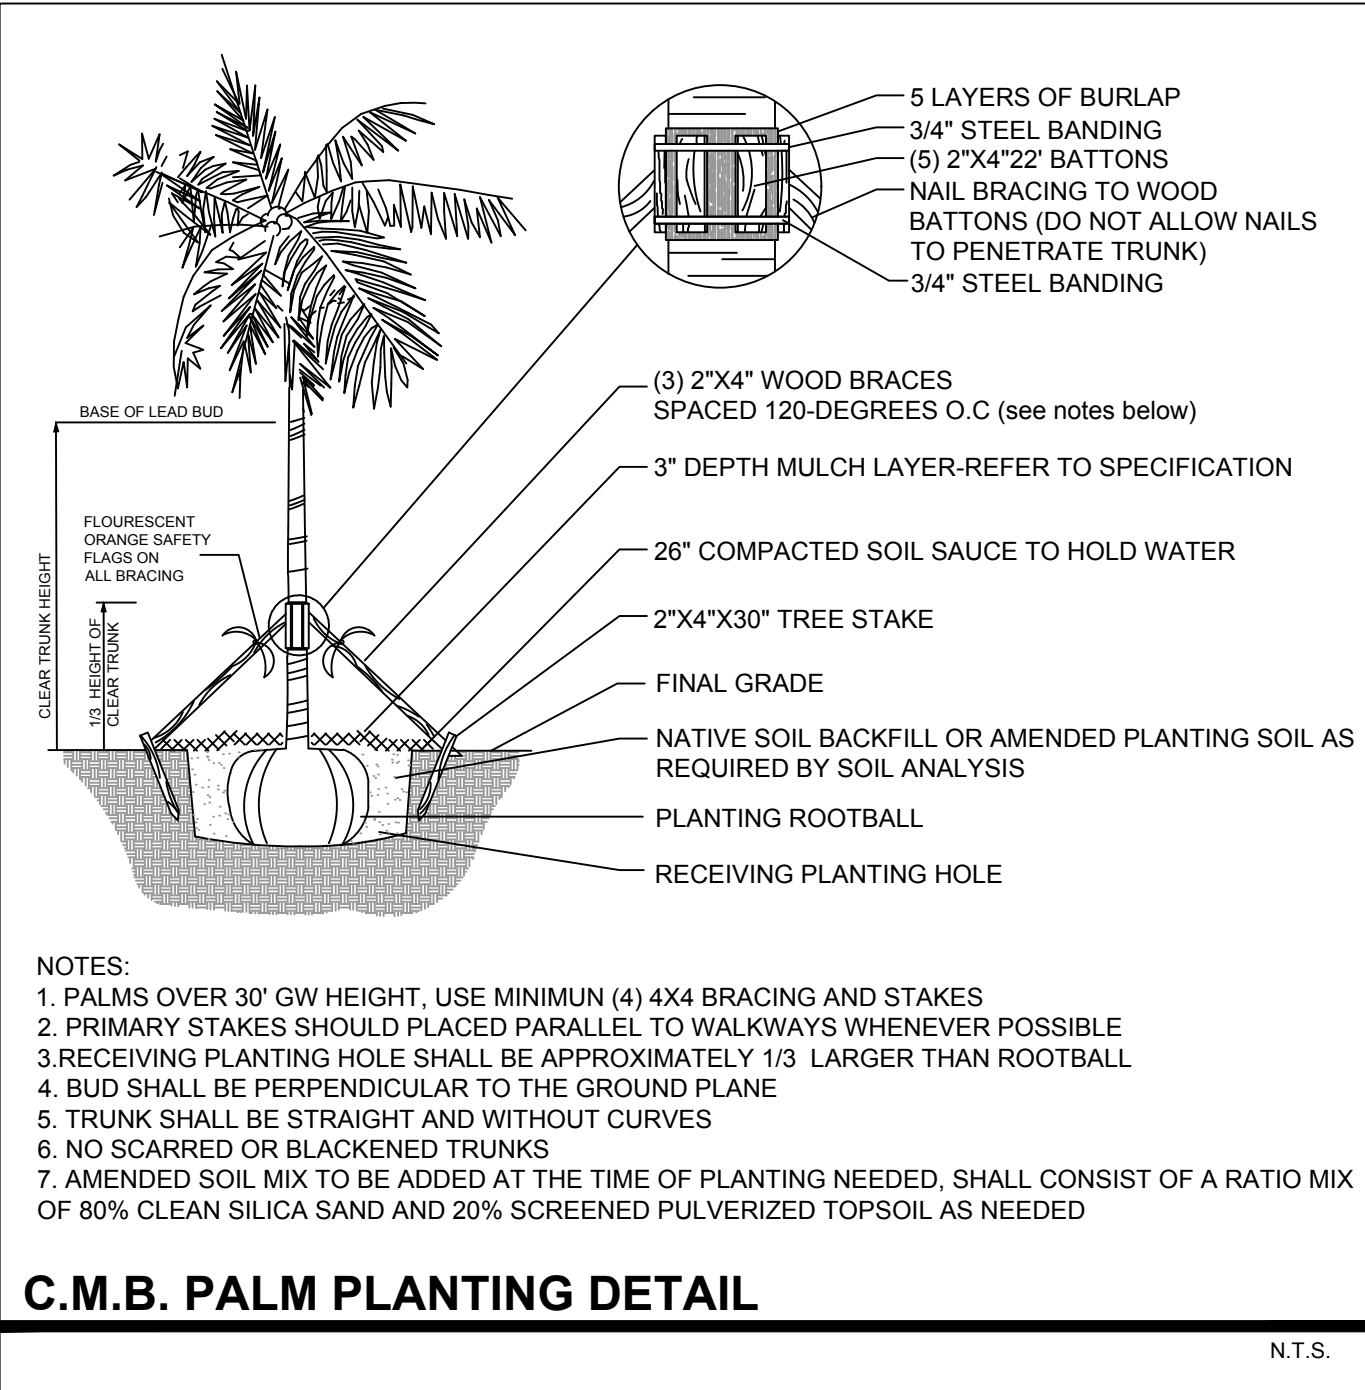 5 LAYERS OF BURLAP
3/4" STEEL BANDING
(5) 2"X4"22' BATTONS
NAIL BRACING TO WOOD
BATTONS (DO NOT ALLOW NAILS
TO PENETRATE TRUNK)
3/4" STEEL BANDING
(3) 2"X4" WOOD BRACES
SPACED 120-DEGREES O.C (see notes below)
BASE OF LEAD BUD
3" DEPTH MULCH LAYER-REFER TO SPECIFICATION
FLOURESCENT
ORANGE SAFETY
FLAGS ON
ALL BRACING
26" COMPACTED SOIL SAUCE TO HOLD WATER
CLEAR TRUNK HEIGHT
1/3 HEIGHT OF
CLEAR TRUNK
2"X4"X30" TREE STAKE
FINAL GRADE
NATIVE SOIL BACKFILL OR AMENDED PLANTING SOIL AS
REQUIRED BY SOIL ANALYSIS
PLANTING ROOTBALL
RECEIVING PLANTING HOLE
NOTES:
1. PALMS OVER 30' GW HEIGHT, USE MINIMUN (4) 4X4 BRACING AND STAKES
2. PRIMARY STAKES SHOULD PLACED PARALLEL TO WALKWAYS WHENEVER POSSIBLE
3.RECEIVING PLANTING HOLE SHALL BE APPROXIMATELY 1/3 LARGER THAN ROOTBALL
4. BUD SHALL BE PERPENDICULAR TO THE GROUND PLANE
5. TRUNK SHALL BE STRAIGHT AND WITHOUT CURVES
6. NO SCARRED OR BLACKENED TRUNKS
7. AMENDED SOIL MIX TO BE ADDED AT THE TIME OF PLANTING NEEDED, SHALL CONSIST OF A RATIO MIX
OF 80% CLEAN SILICA SAND AND 20% SCREENED PULVERIZED TOPSOIL AS NEEDED
C.M.B. PALM PLANTING DETAIL
N.T.S.